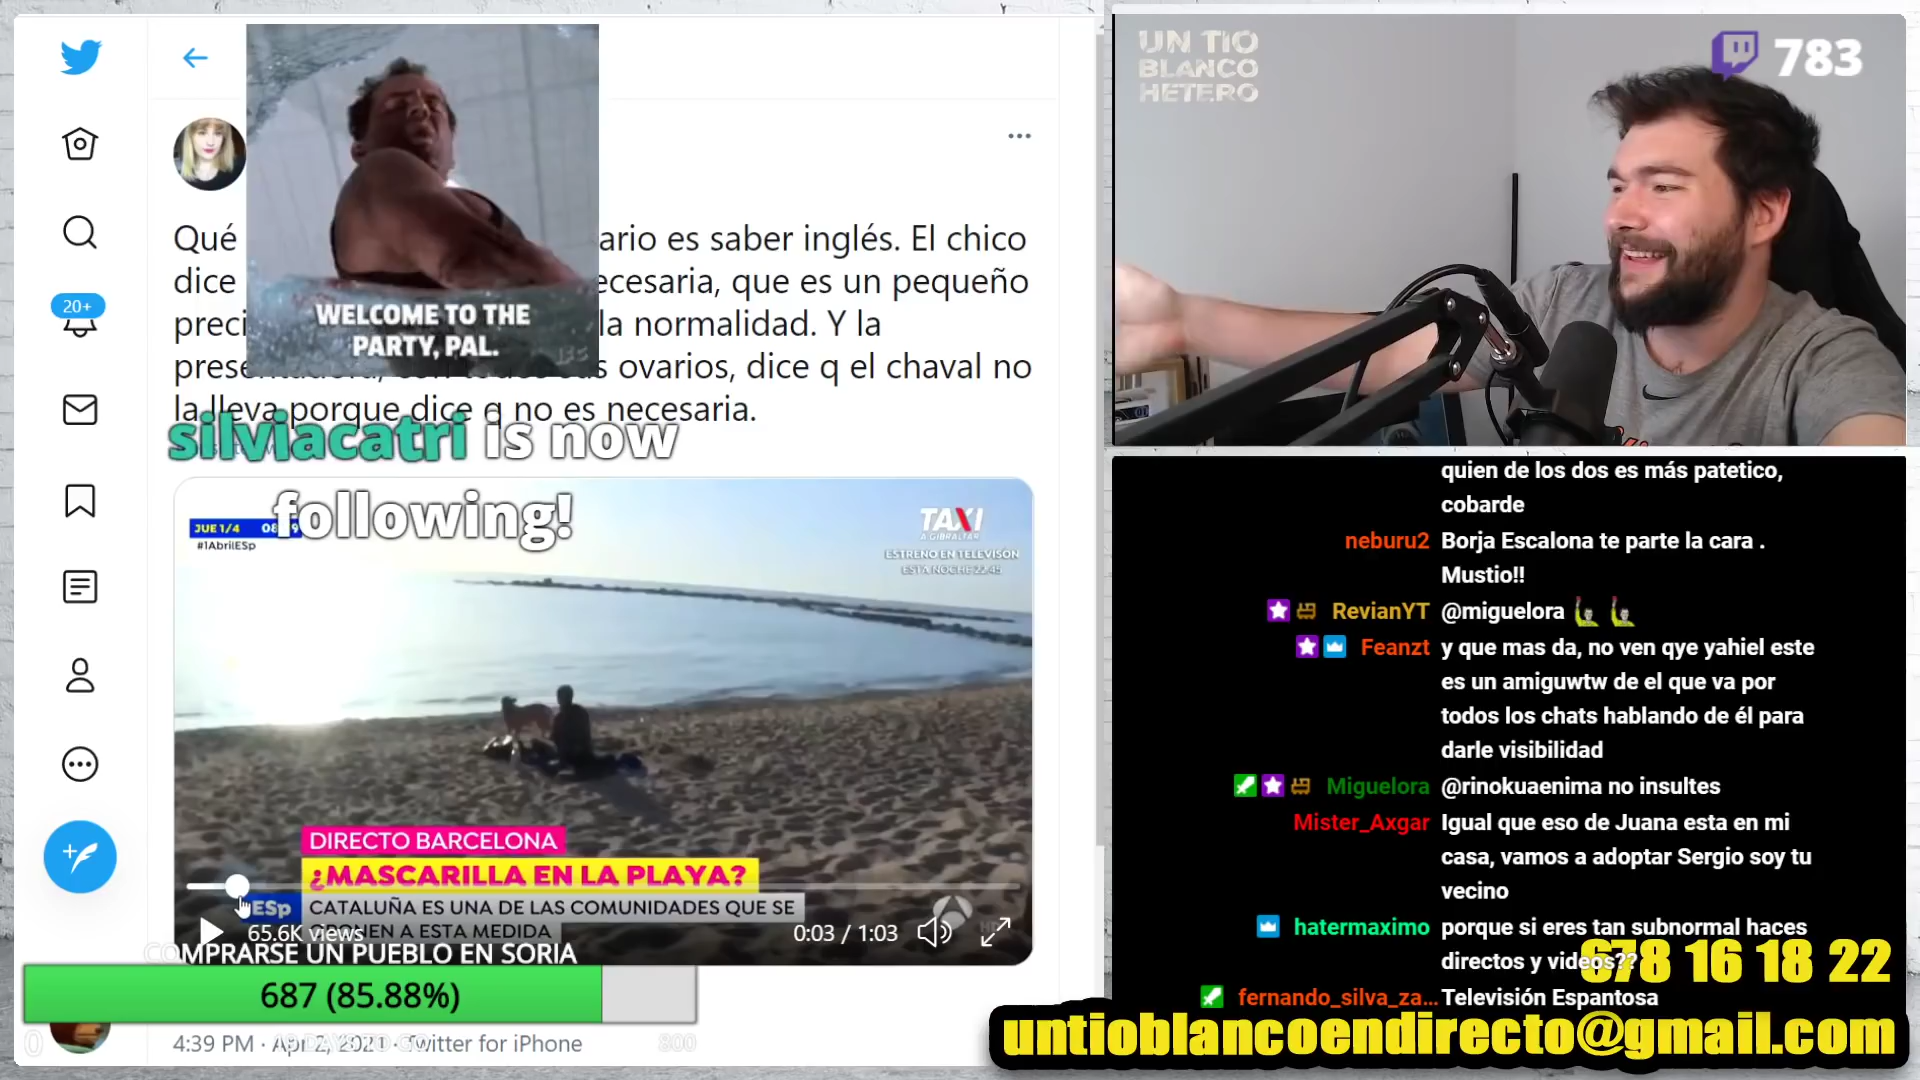 20+
Qué
ario es saber inglés. El chico
dice
ecesaria, que es un pequeño
preci
la normalidad. Y la
ovarios, dice q el chaval no
la lleva porque dice q no es necesaria.
WELCOME TO THE
PARTY, PAL.
silviacatri is now
following!
JUE 1/4
#1AbrilESp
TAXI
A GIBRALTAR
ESTRENO EN TELEVISIÓN
ESTA NOCHE 22:45
DIRECTO BARCELONA
¿MASCARILLA EN LA PLAYA?
ESp
CATALUÑA ES UNA DE LAS COMUNIDADES QUE SE
A ESTA MEDIDA
65.6K views
0:03 / 1:03
COMPRARSE UN PUEBLO EN SORIA
687 (85.88%)
0
800
4:39 PM · Apr 2, 2021 · Twitter for iPhone
UN TIO
BLANCO
HETERO
783
quien de los dos es más patetico,
cobarde
neburu2 Borja Escalona te parte la cara .
Mustio!!
RevianYT @miguelora
Feanzt y que mas da, no ven qye yahiel este
es un amiguwtw de el que va por
todos los chats hablando de él para
darle visibilidad
Miguelora @rinokuaenima no insultes
Mister_Axgar Igual que eso de Juana esta en mi
casa, vamos a adoptar Sergio soy tu
vecino
hatermaximo porque si eres tan subnormal haces
directos y videos??
678 16 18 22
fernando_silva_za... Televisión Espantosa
untioblancoendirecto@gmail.com